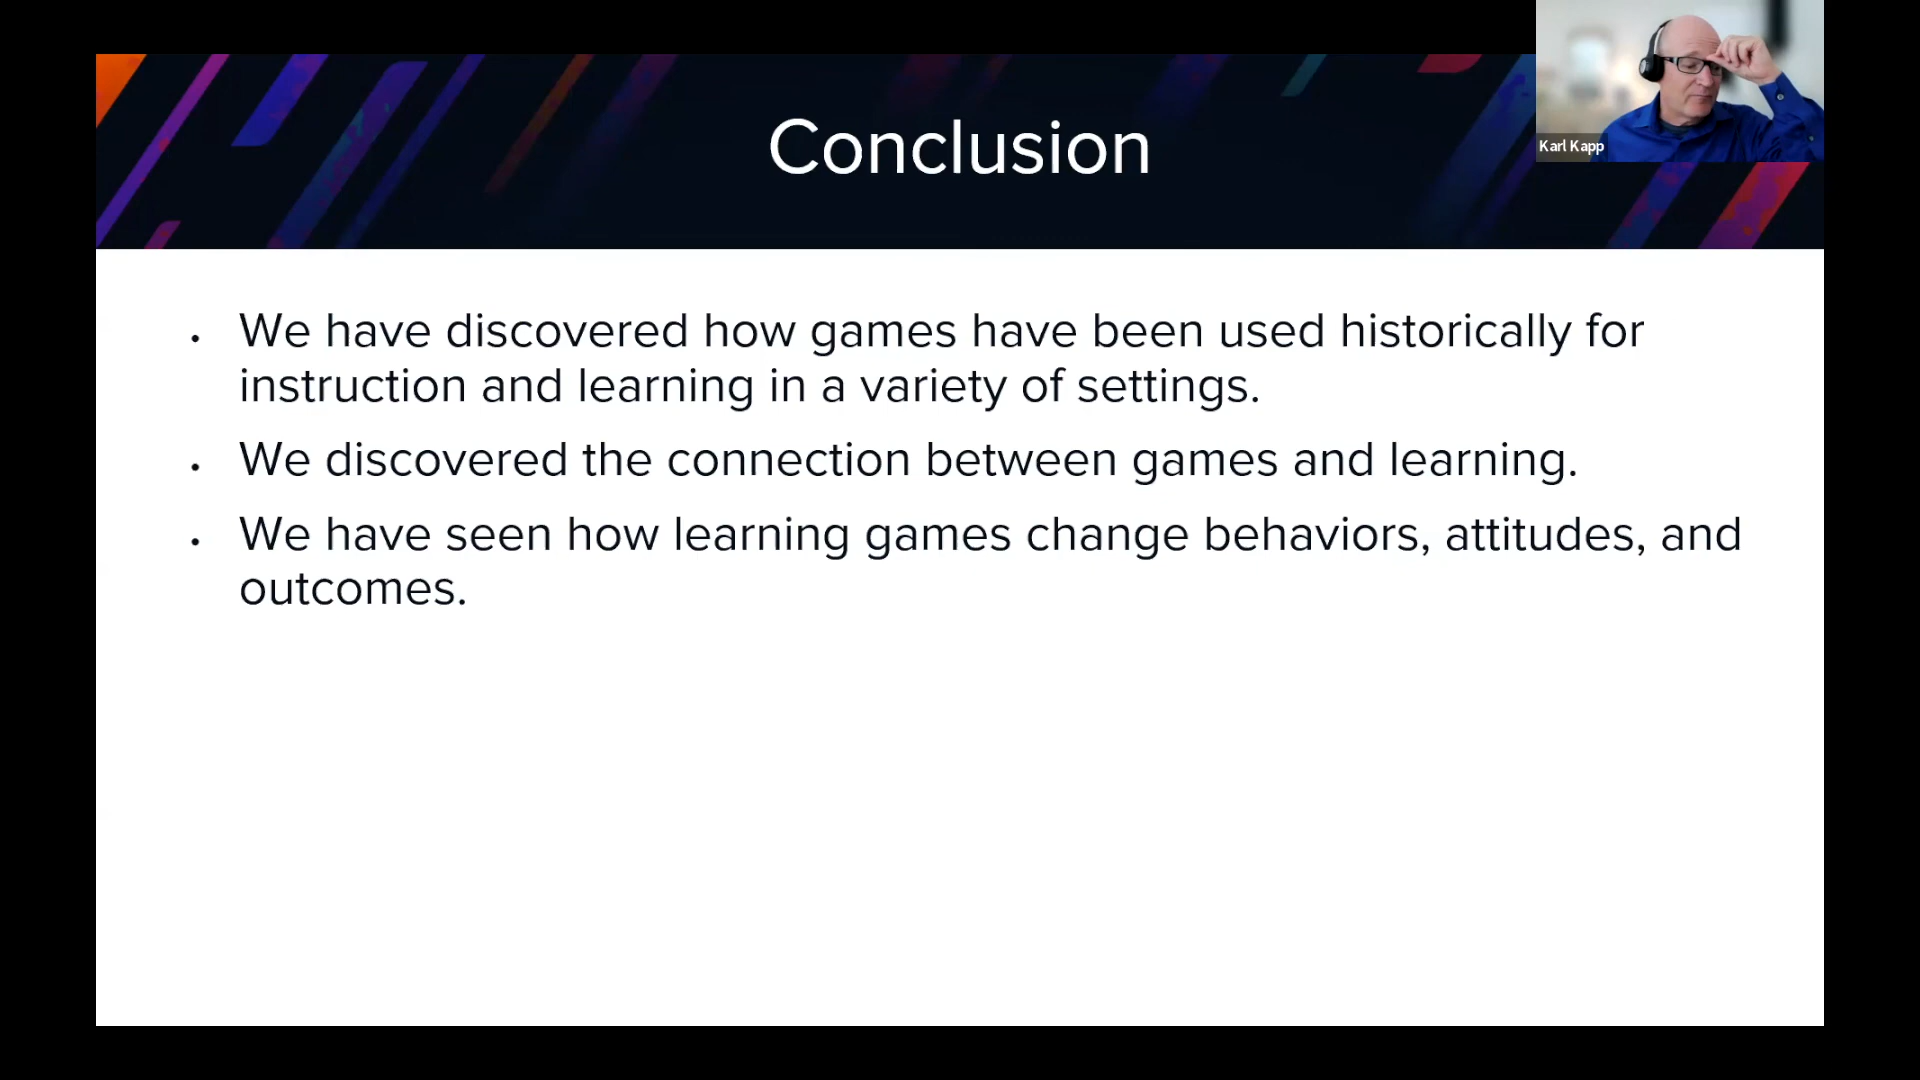 Conclusion
Karl Kapp
• We have discovered how games have been used historically for
instruction and learning in a variety of settings.
• We discovered the connection between games and learning.
• We have seen how learning games change behaviors, attitudes, and
outcomes.